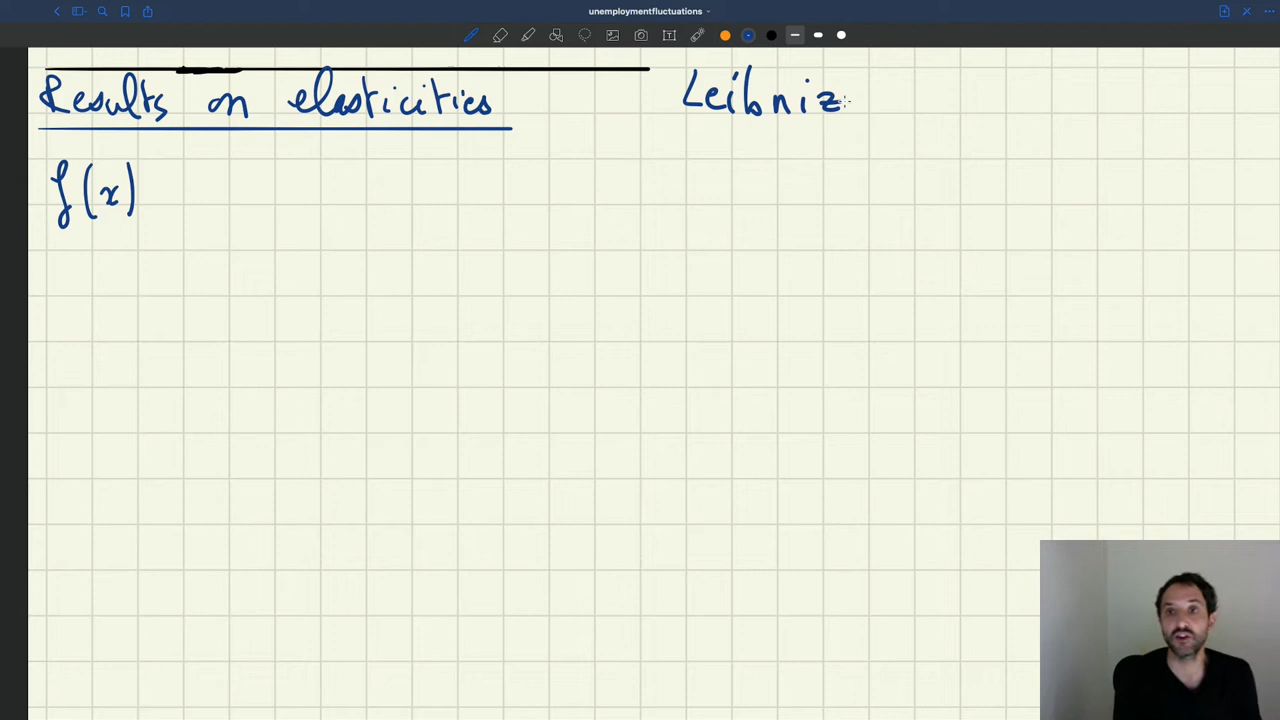 unemploymentfluctuations
Results on elasticities
Leibniz
f(x)